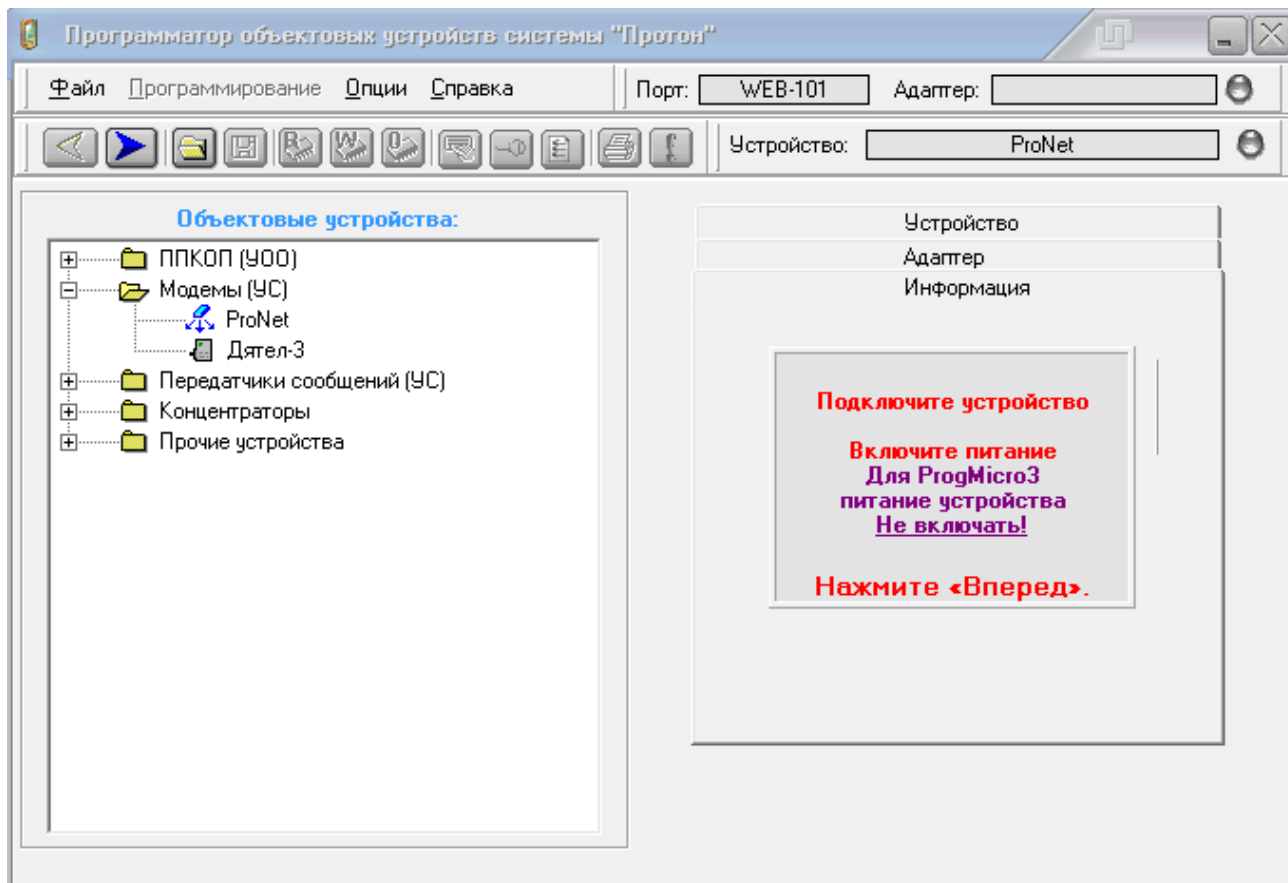 Программатор объектовых устройств системы "Протон"
Файл Программирование Опции Справка Порт: WEB-101 Адаптер:
Устройство: ProNet
Объектовые устройства:
ППКОП (УОО)
Модемы (УС)
ProNet
Дятел-3
Передатчики сообщений (УС)
Концентраторы
Прочие устройства
Устройство
Адаптер
Информация
Подключите устройство
Включите питание
Для ProgMicro3
питание устройства
Не включать!
Нажмите «Вперед».